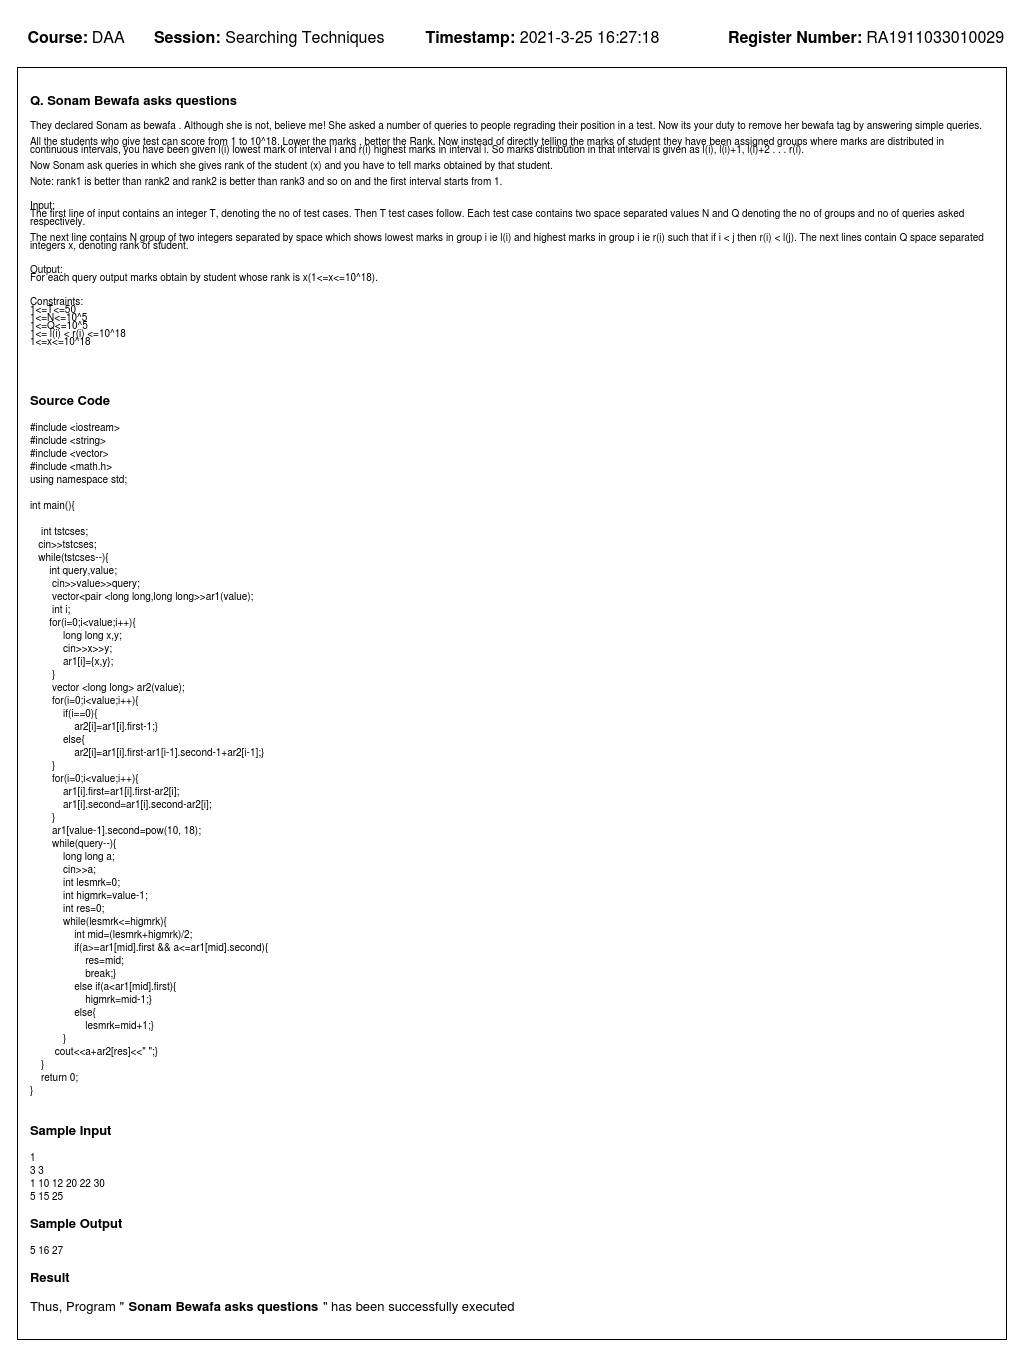 Course: DAA Session: Searching Techniques Timestamp: 2021-3-25 16:27:18 Register Number: RA1911033010029
Q. Sonam Bewafa asks questions
They declared Sonam as bewafa . Although she is not, believe me! She asked a number of queries to people regrading their position in a test. Now its your duty to remove her bewafa tag by answering simple queries.
All the students who give test can score from 1 to 10^18. Lower the marks , better the Rank. Now instead of directly telling the marks of student they have been assigned groups where marks are distributed in
continuous intervals, you have been given l(i) lowest mark of interval i and r(i) highest marks in interval i. So marks distribution in that interval is given as l(i), l(i)+1, l(i)+2 . . . r(i).
Now Sonam ask queries in which she gives rank of the student (x) and you have to tell marks obtained by that student.
Note: rank1 is better than rank2 and rank2 is better than rank3 and so on and the first interval starts from 1.
Input:
The first line of input contains an integer T, denoting the no of test cases. Then T test cases follow. Each test case contains two space separated values N and Q denoting the no of groups and no of queries asked
respectively.
The next line contains N group of two integers separated by space which shows lowest marks in group i ie l(i) and highest marks in group i ie r(i) such that if i < j then r(i) < l(j). The next lines contain Q space separated
integers x, denoting rank of student.
Output:
For each query output marks obtain by student whose rank is x(1<=x<=10^18).
Constraints:
1<=T<=50
1<=N<=10^5
1<=Q<=10^5
1<= l(i) < r(i) <=10^18
1<=x<=10^18
Source Code
#include <iostream>
#include <string>
#include <vector>
#include <math.h>
using namespace std;
int main(){
int tstcses;
cin>>tstcses;
while(tstcses--){
int query,value;
cin>>value>>query;
vector<pair <long long,long long>>ar1(value);
int i;
for(i=0;i<value;i++){
long long x,y;
cin>>x>>y;
ar1[i]={x,y};
}
vector <long long> ar2(value);
for(i=0;i<value;i++){
if(i==0){
ar2[i]=ar1[i].first-1;}
else{
ar2[i]=ar1[i].first-ar1[i-1].second-1+ar2[i-1];}
}
for(i=0;i<value;i++){
ar1[i].first=ar1[i].first-ar2[i];
ar1[i].second=ar1[i].second-ar2[i];
}
ar1[value-1].second=pow(10, 18);
while(query--){
long long a;
cin>>a;
int lesmrk=0;
int higmrk=value-1;
int res=0;
while(lesmrk<=higmrk){
int mid=(lesmrk+higmrk)/2;
if(a>=ar1[mid].first && a<=ar1[mid].second){
res=mid;
break;}
else if(a<ar1[mid].first){
higmrk=mid-1;}
else{
lesmrk=mid+1;}
}
cout<<a+ar2[res]<<" ";}
}
return 0;
}
Sample Input
1
3 3
1 10 12 20 22 30
5 15 25
Sample Output
5 16 27
Result
Thus, Program " Sonam Bewafa asks questions " has been successfully executed